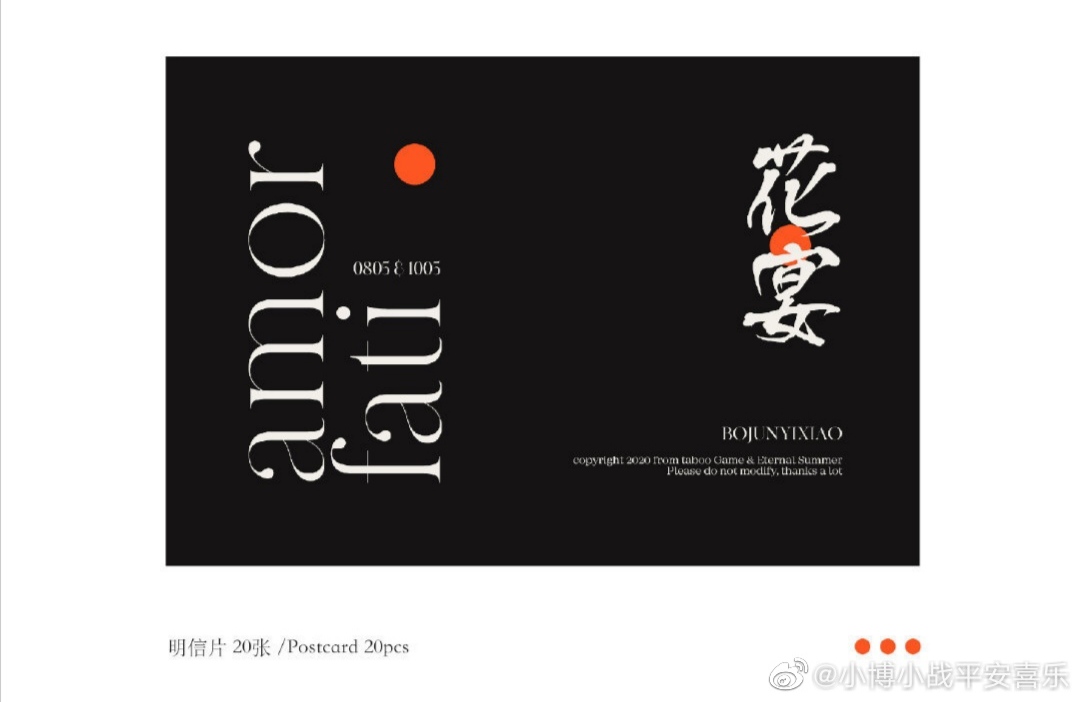 amor
fati
0805 & 1005
花宴
BOJUNYIXIAO
copyright 2020 from taboo Game & Eternal Summer
Please do not modify, thanks a lot
明信片 20张 /Postcard 20pcs
@小博小战平安喜乐